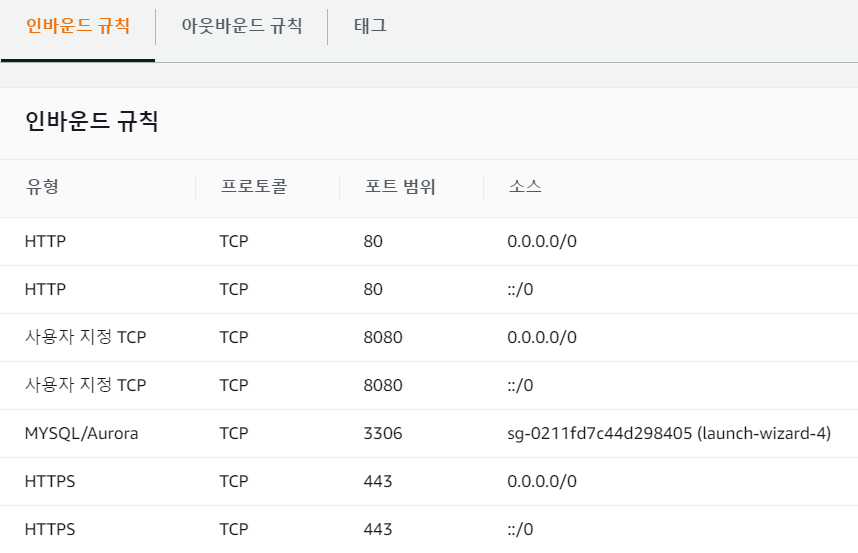 인바운드 규칙 아웃바운드 규칙 태그
인바운드 규칙
유형 프로토콜 포트 범위 소스
HTTP TCP 80 0.0.0.0/0
HTTP TCP 80 ::/0
사용자 지정 TCP TCP 8080 0.0.0.0/0
사용자 지정 TCP TCP 8080 ::/0
MYSQL/Aurora TCP 3306 sg-0211fd7c44d298405 (launch-wizard-4)
HTTPS TCP 443 0.0.0.0/0
HTTPS TCP 443 ::/0